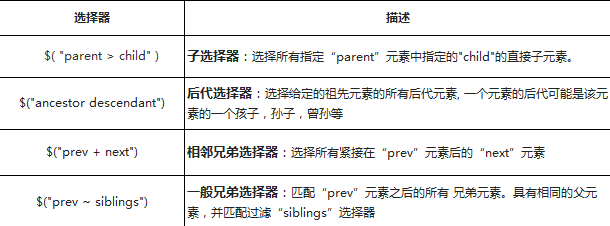 选择器
描述
$( "parent > child" )
子选择器：选择所有指定“parent”元素中指定的"child"的直接子元素。
$("ancestor descendant")
后代选择器：选择给定的祖先元素的所有后代元素, 一个元素的后代可能是该元
素的一个孩子，孙子，曾孙等
$("prev + next")
相邻兄弟选择器：选择所有紧接在“prev”元素后的“next”元素
$("prev ~ siblings")
一般兄弟选择器：匹配“prev”元素之后的所有 兄弟元素。具有相同的父元
素，并匹配过滤“siblings”选择器